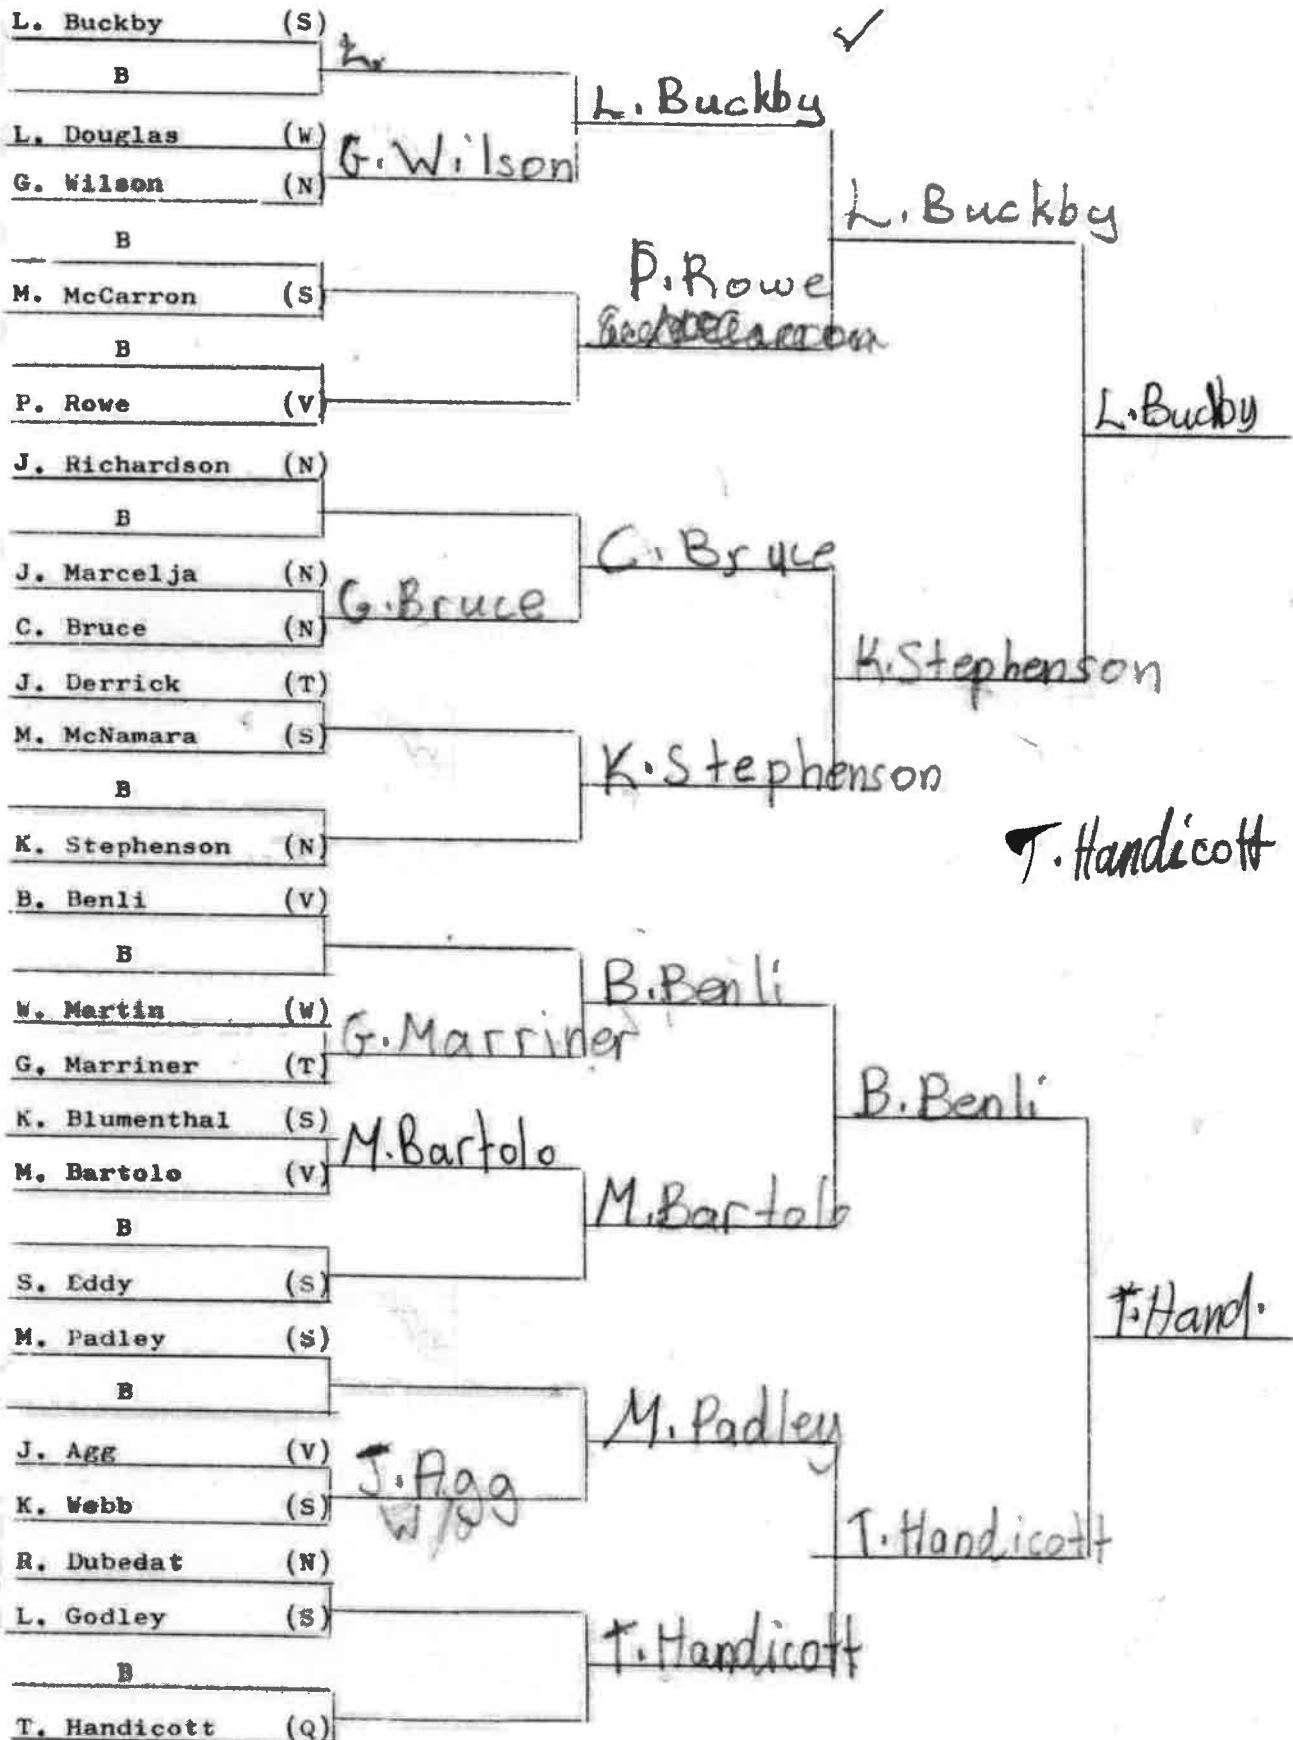 L. Buckby (S)
B
L. Douglas (W)
G. Wilson (N)
B
M. McCarron (S)
B
P. Rowe (V)
J. Richardson (N)
B
J. Marcelja (N)
C. Bruce (N)
J. Derrick (T)
M. McNamara (S)
B
K. Stephenson (N)
B. Benli (V)
B
W. Martin (W)
G. Marriner (T)
K. Blumenthal (S)
M. Bartolo (V)
B
S. Eddy (S)
M. Padley (S)
B
J. Agg (V)
K. Webb (S)
R. Dubedat (N)
L. Godley (S)
B
T. Handicott (Q)
L.
G. Wilson
G. Bruce
G. Marriner
M. Bartolo
J. Agg
W/O
L. Buckby
P. Rowe
C. Bruce
K. Stephenson
B. Benli
M. Bartolo
M. Padley
T. Handicott
L. Buckby
K. Stephenson
B. Benli
T. Handicott
L. Buckby
T. Hand.
T. Handicott